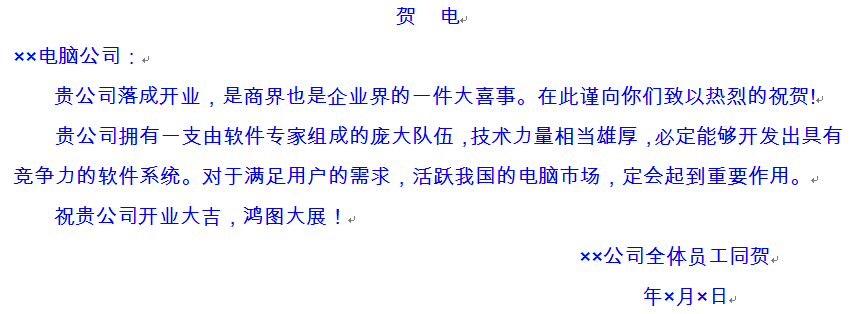 贺 电
××电脑公司：
贵公司落成开业，是商界也是企业界的一件大喜事。在此谨向你们致以热烈的祝贺!
贵公司拥有一支由软件专家组成的庞大队伍,技术力量相当雄厚,必定能够开发出具有
竞争力的软件系统。对于满足用户的需求，活跃我国的电脑市场，定会起到重要作用。
祝贵公司开业大吉，鸿图大展！
××公司全体员工同贺
年×月×日